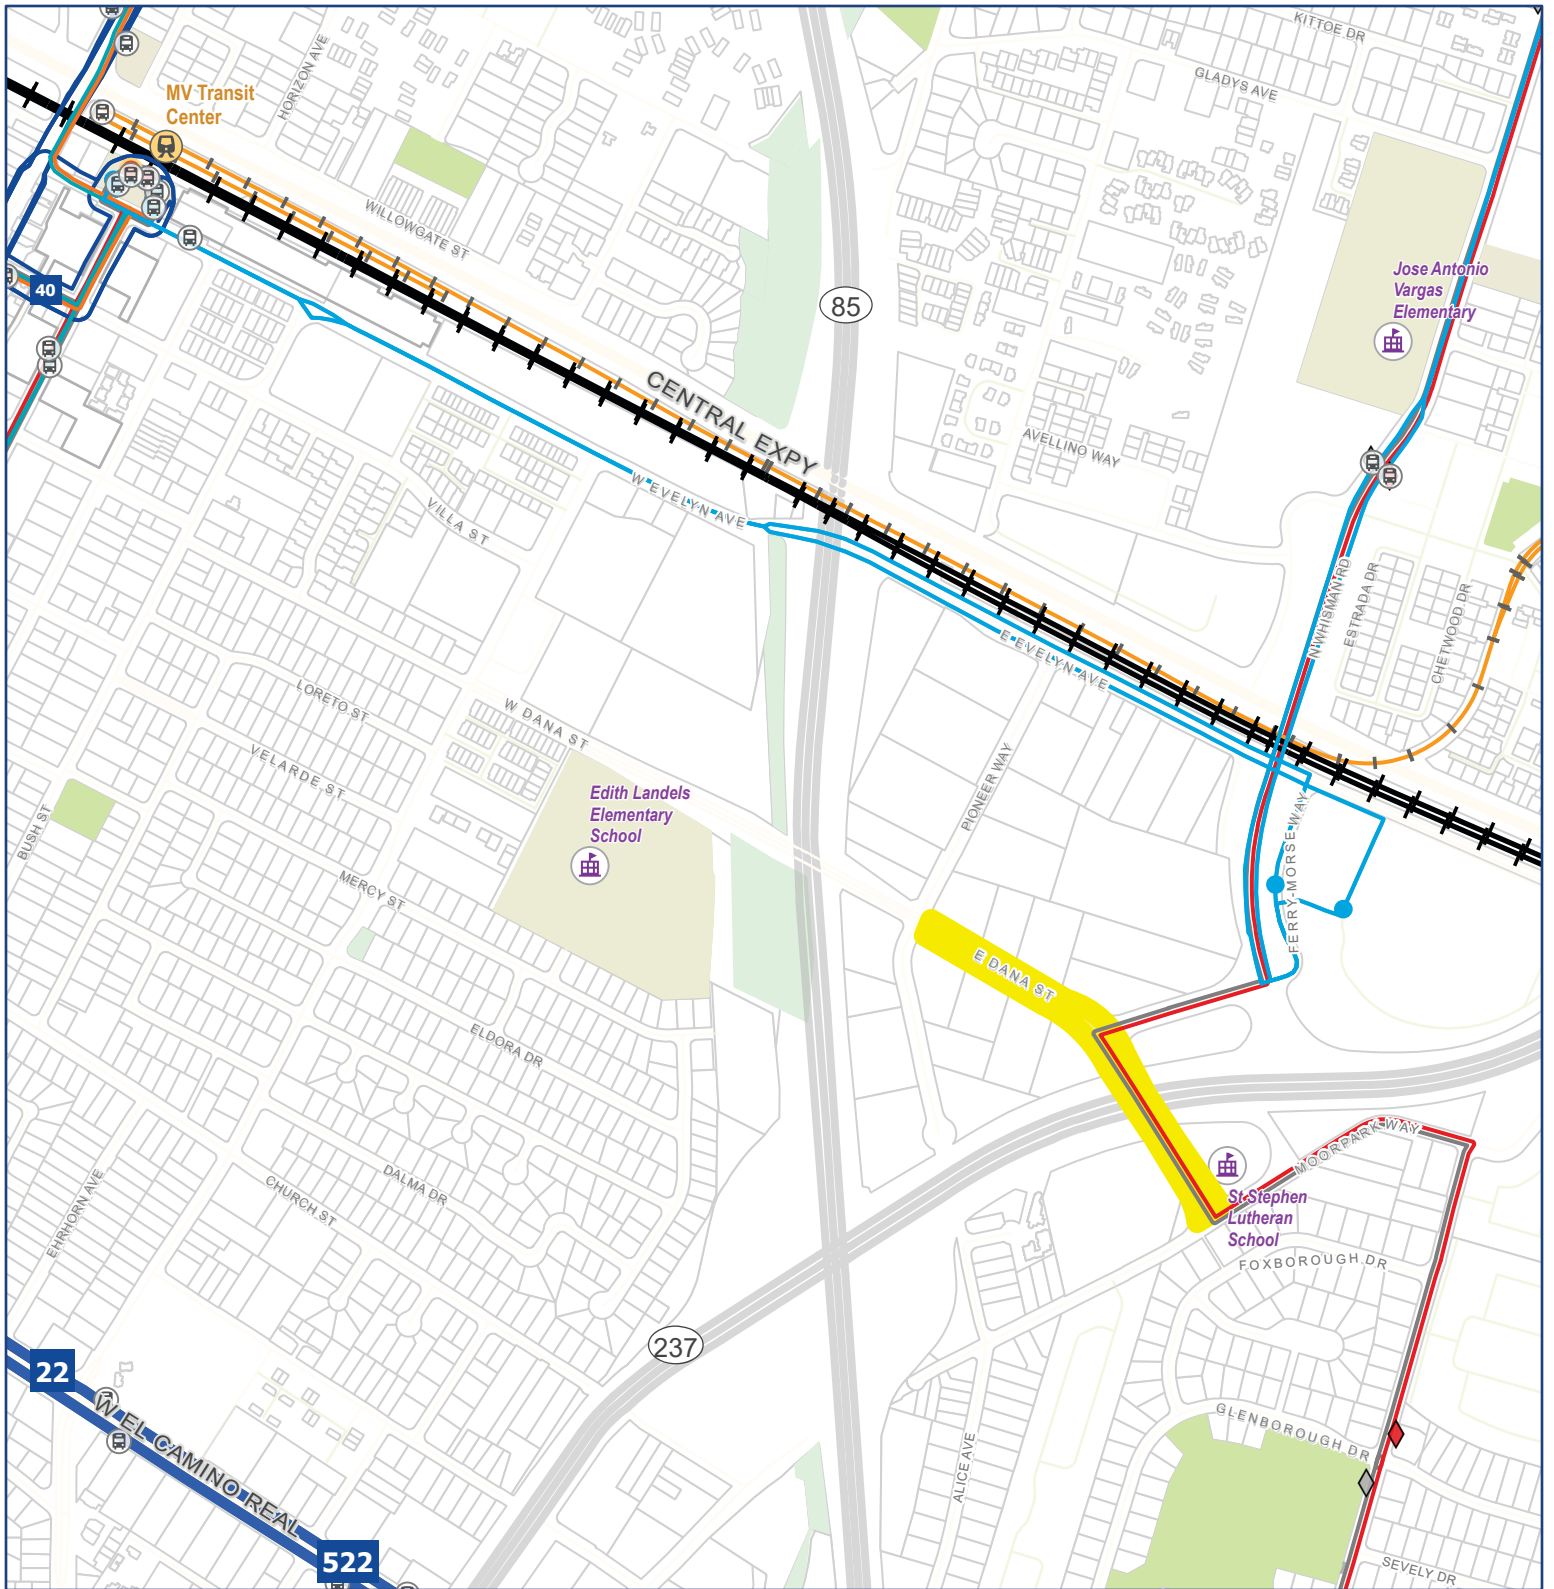 KITTOE DR
HORIZON AVE
GLADYS AVE
MV Transit
Center
WILLOWGATE ST
Jose Antonio
Vargas
Elementary
40
85
CENTRAL EXPY
AVELLINO WAY
W EVELYN AVE
VILLA ST
N WHISMAN RD
ESTRADA DR
CHETWOOD DR
E EVELYN AVE
LORETO ST
W DANA ST
VELARDE ST
PIONEER WAY
Edith Landels
Elementary
School
BUSH ST
FERRY-MORSE WAY
MERCY ST
E DANA ST
ELDORA DR
MOORPARK WAY
EHRHORN AVE
DALMA DR
CHURCH ST
St Stephen
Lutheran
School
FOXBOROUGH DR
237
22
W EL CAMINO REAL
GLENBOROUGH DR
ALICE AVE
522
SEVELY DR